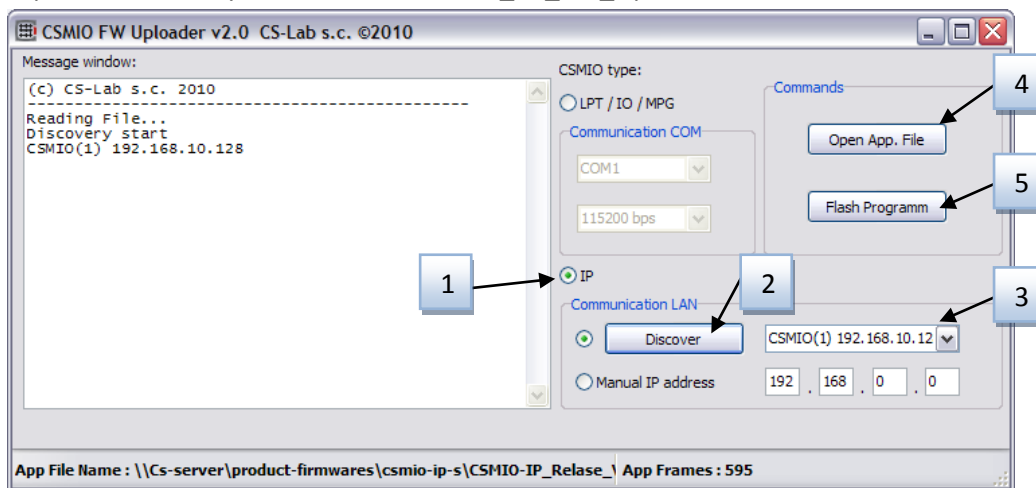 CSMIO FW Uploader v2.0 CS-Lab s.c. ©2010
Message window:
(c) CS-Lab s.c. 2010
------------------------------------------------
Reading File...
Discovery start
CSMIO(1) 192.168.10.128
CSMIO type:
LPT / IO / MPG
Communication COM
COM1
115200 bps
Commands
Open App. File
Flash Programm
4
5
1
IP
2
3
Communication LAN
Discover
CSMIO(1) 192.168.10.12
Manual IP address
192 . 168 . 0 . 0
App File Name : \\Cs-server\product-firmwares\csmio-ip-s\CSMIO-IP_Relase_\ App Frames : 595